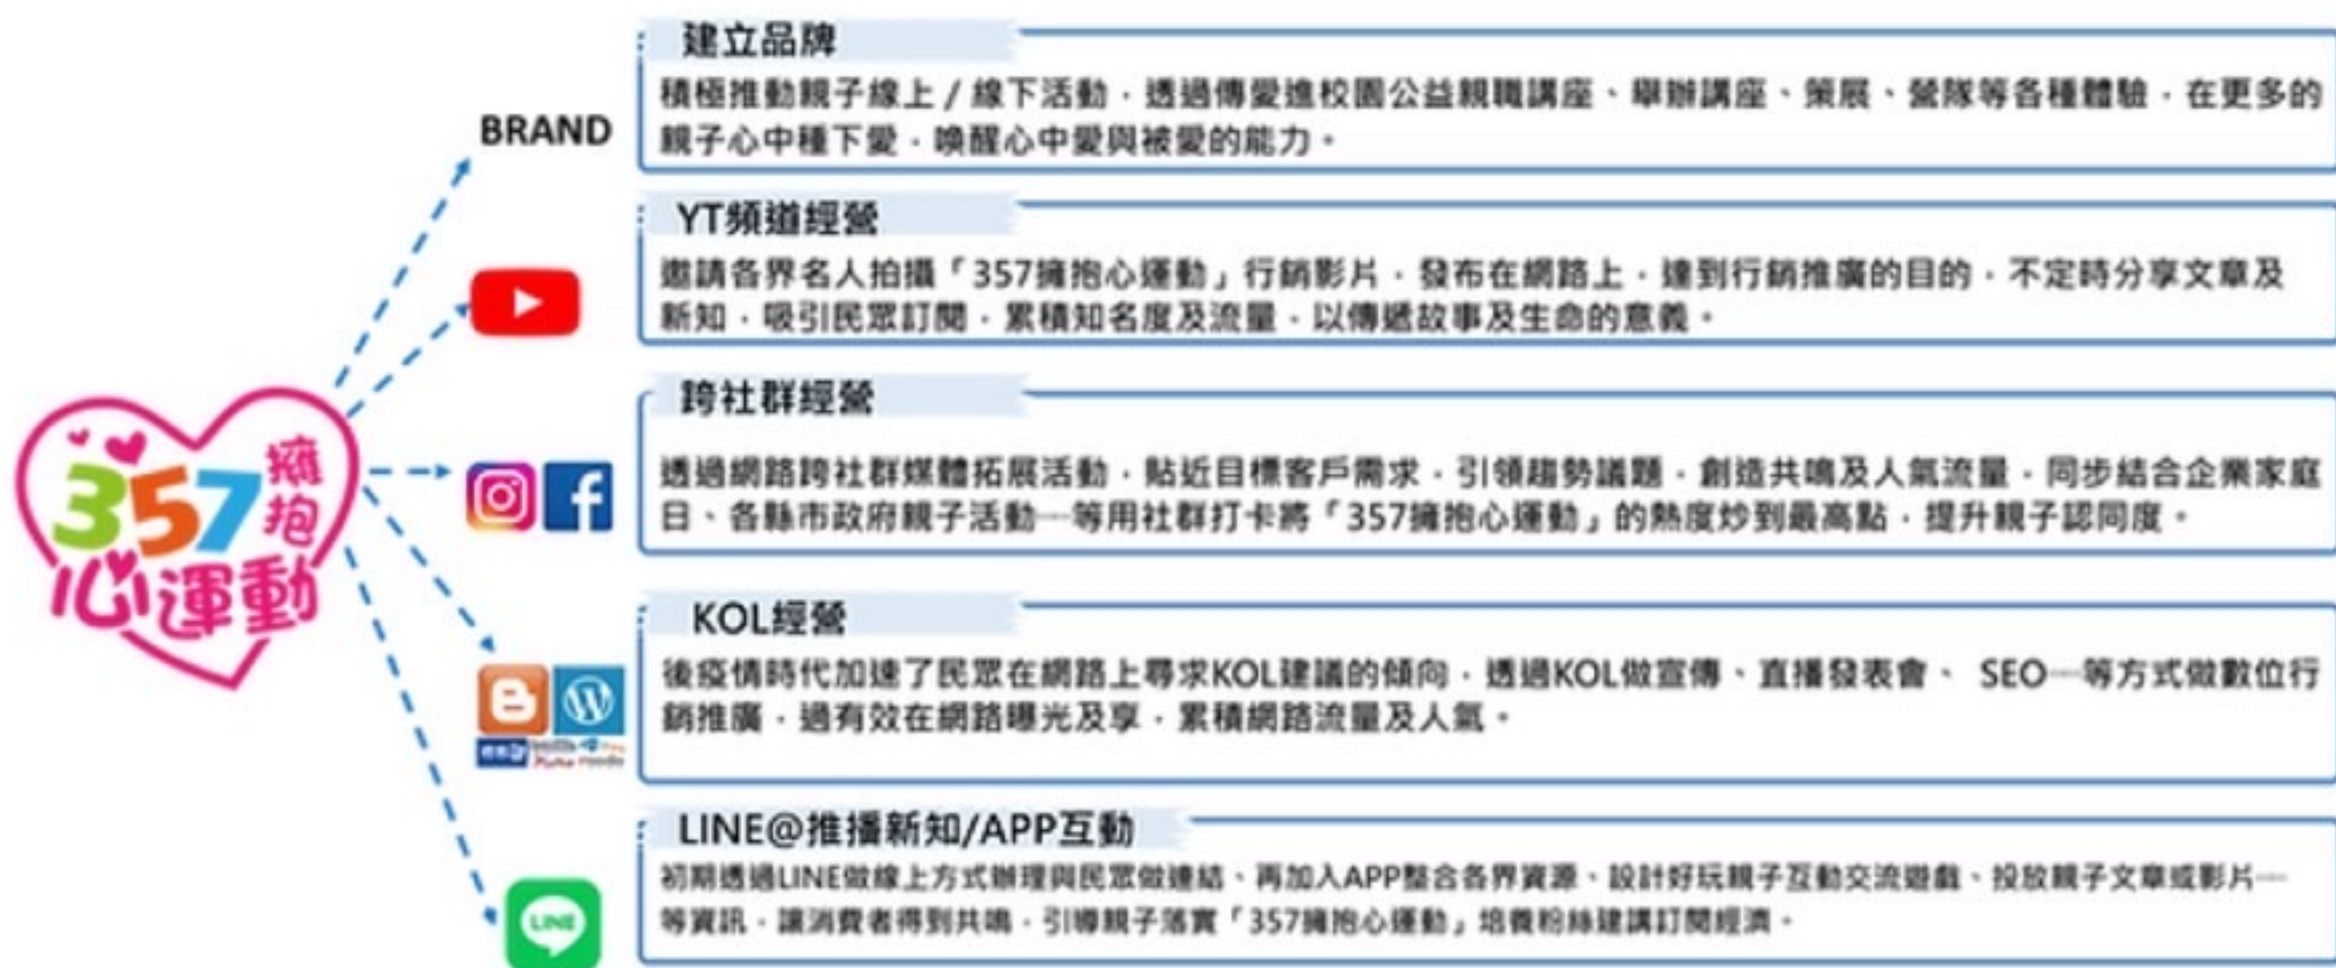 357擁抱
心運動
BRAND
建立品牌
積極推動親子線上/線下活動，透過傳愛進校園公益親職講座、舉辦講座、策展、營隊等各種體驗，在更多的
親子心中種下愛，喚醒心中愛與被愛的能力。
YT頻道經營
邀請各界名人拍攝「357擁抱心運動」行銷影片，發布在網路上，達到行銷推廣的目的，不定時分享文章及
新知，吸引民眾訂閱，累積知名度及流量，以傳遞故事及生命的意義。
跨社群經營
透過網路跨社群媒體拓展活動，貼近目標客戶需求，引領趨勢議題，創造共鳴及人氣流量，同步結合企業家庭
日、各縣市政府親子活動…等用社群打卡將「357擁抱心運動」的熱度炒到最高點，提升親子認同度。
KOL經營
後疫情時代加速了民眾在網路上尋求KOL建議的傾向，透過KOL做宣傳、直播發表會、 SEO…等方式做數位行
銷推廣，過有效在網路曝光及享，累積網路流量及人氣。
LINE@推播新知/APP互動
初期透過LINE做線上方式辦理與民眾做連結、再加入APP整合各界資源、設計好玩親子互動交流遊戲、投放親子文章或影片…
等資訊，讓消費者得到共鳴，引導親子落實「357擁抱心運動」培養粉絲建講訂閱經濟。
LINE